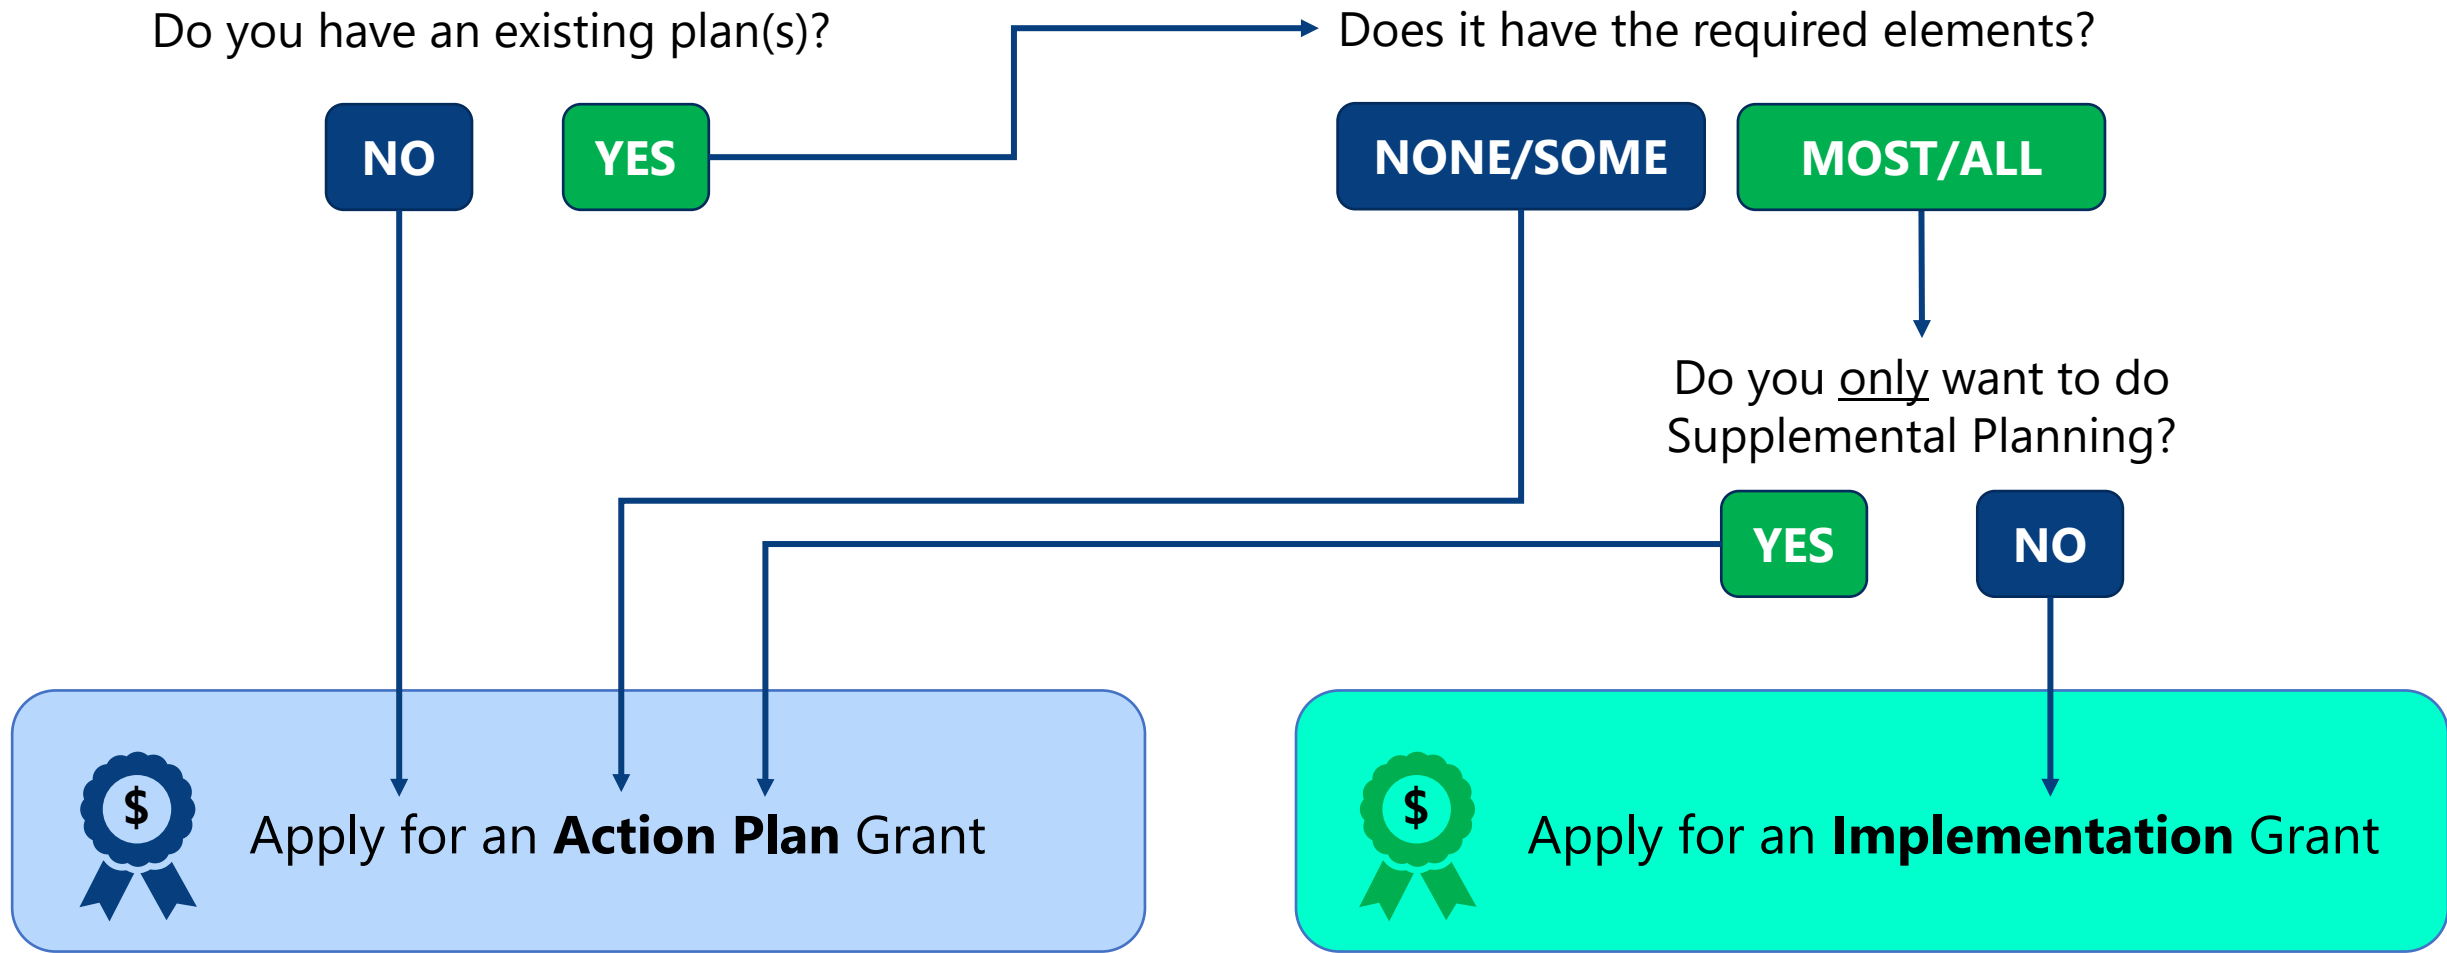 Do you have an existing plan(s)?
NO
YES
Does it have the required elements?
NONE/SOME
MOST/ALL
Do you only want to do
Supplemental Planning?
YES
NO
$
Apply for an Action Plan Grant
$
Apply for an Implementation Grant